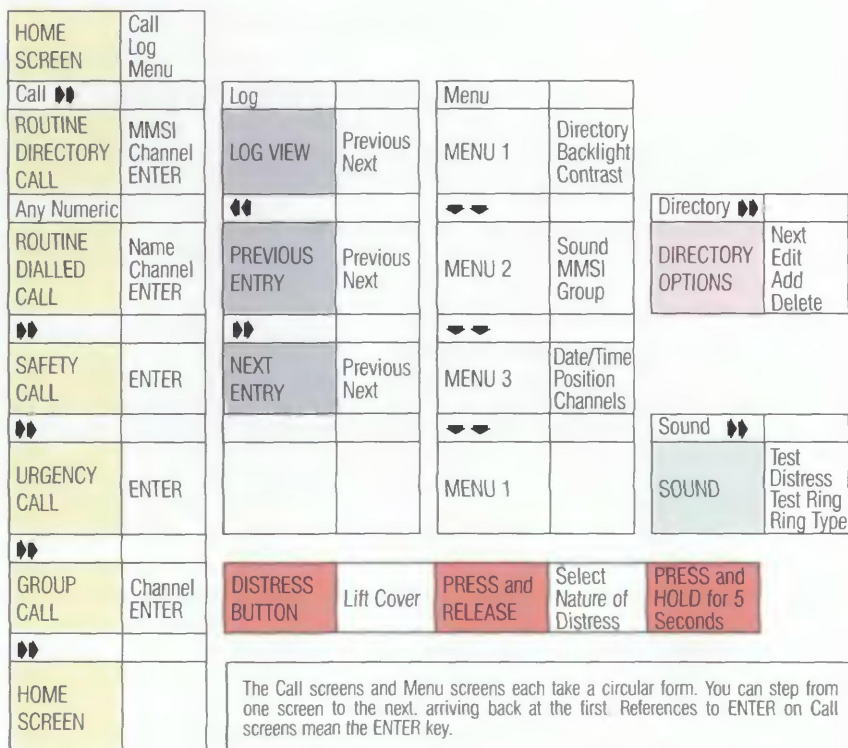 HOME
SCREEN
Call
Log
Menu
Call
ROUTINE
DIRECTORY
CALL
MMSI
Channel
ENTER
Any Numeric
ROUTINE
DIALLED
CALL
Name
Channel
ENTER
SAFETY
CALL
ENTER
URGENCY
CALL
ENTER
GROUP
CALL
Channel
ENTER
HOME
SCREEN
Log
LOG VIEW
Previous
Next
PREVIOUS
ENTRY
Previous
Next
NEXT
ENTRY
Previous
Next
Menu
MENU 1
Directory
Backlight
Contrast
MENU 2
Sound
MMSI
Group
MENU 3
Date/Time
Position
Channels
MENU 1
Directory
DIRECTORY
OPTIONS
Next
Edit
Add
Delete
Sound
SOUND
Test
Distress
Test Ring
Ring Type
DISTRESS
BUTTON
Lift Cover
PRESS and
RELEASE
Select
Nature of
Distress
PRESS and
HOLD for 5
Seconds
The Call screens and Menu screens each take a circular form. You can step from
one screen to the next. arriving back at the first. References to ENTER on Call
screens mean the ENTER key.